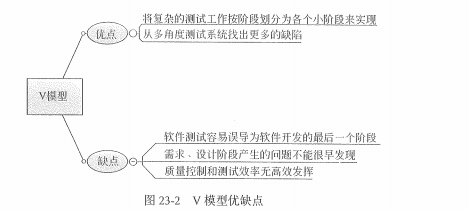 将复杂的测试工作按阶段划分为各个小阶段来实现
优点
从多角度测试系统找出更多的缺陷
V模型
软件测试容易误导为软件开发的最后一个阶段
缺点
需求、设计阶段产生的问题不能很早发现
质量控制和测试效率无高效发挥
图 23-2 V 模型优缺点